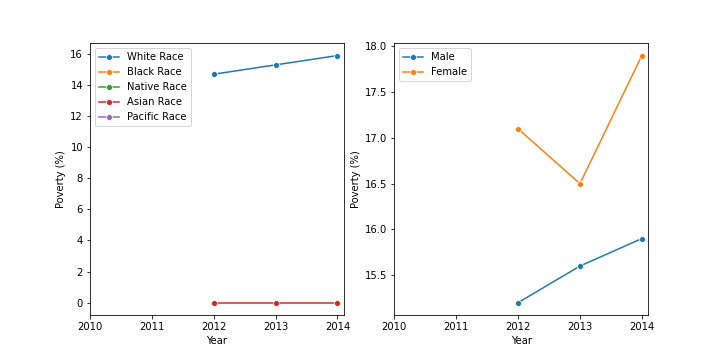 White Race
Black Race
Native Race
Asian Race
Pacific Race
16
14
12
10
8
6
4
2
0
Poverty (%)
2010 2011 2012 2013 2014
Year
Male
Female
18.0
17.5
17.0
16.5
16.0
15.5
Poverty (%)
2010 2011 2012 2013 2014
Year